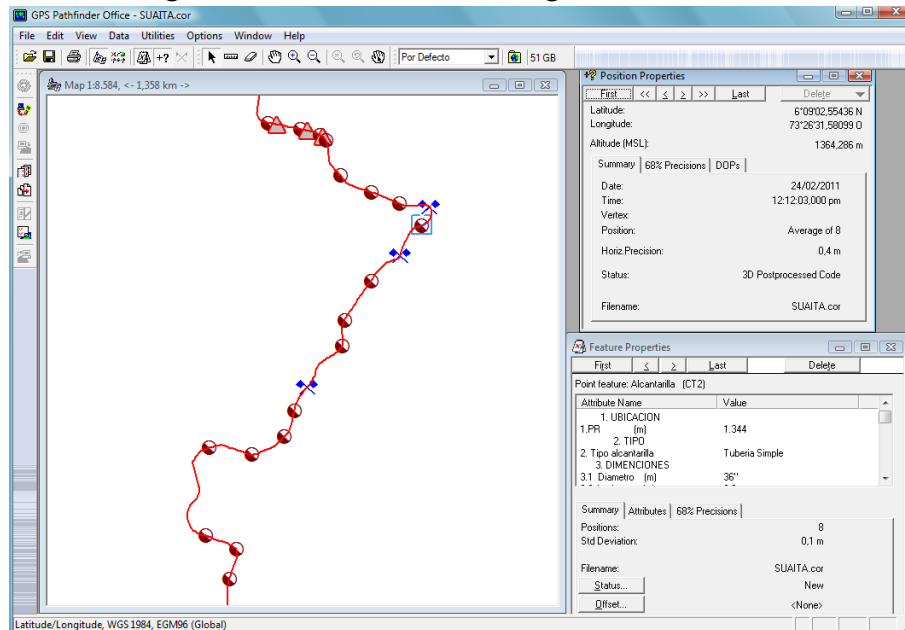 GPS Pathfinder Office - SUAITA.cor
File Edit View Data Utilities Options Window Help
Por Defecto 51 GB
Map 1:8.584, <- 1,358 km ->
Position Properties
First << < > >> Last Delete
Latitude: 6°09'02,55436 N
Longitude: 73°26'31,58099 O
Altitude (MSL): 1364,286 m
Summary 68% Precisions DOPs
Date: 24/02/2011
Time: 12:12:03,000 pm
Vertex:
Position: Average of 8
Horiz.Precision: 0,4 m
Status: 3D Postprocessed Code
Filename: SUAITA.cor
Feature Properties
First < > Last Delete
Point feature: Alcantarilla (CT2)
Attribute Name Value
1. UBICACION
1.PR (m) 1.344
2. TIPO
2. Tipo alcantarilla Tuberia Simple
3. DIMENCIONES
3.1 Diametro (m) 36''
Summary Attributes 68% Precisions
Positions: 8
Std Deviation: 0,1 m
Filename: SUAITA.cor
Status... New
Offset... <None>
Latitude/Longitude, WGS 1984, EGM96 (Global)